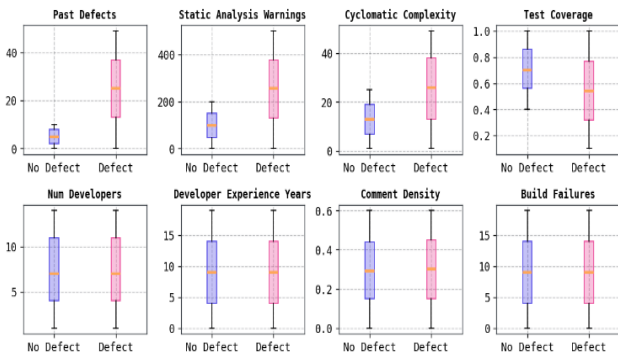 Past Defects
40
20
0
No Defect Defect
Static Analysis Warnings
400
200
0
No Defect Defect
Cyclomatic Complexity
40
20
0
No Defect Defect
Test Coverage
1.0
0.8
0.6
0.4
0.2
No Defect Defect
Num Developers
10
5
No Defect Defect
Developer Experience Years
15
10
5
0
No Defect Defect
Comment Density
0.6
0.4
0.2
0.0
No Defect Defect
Build Failures
15
10
5
0
No Defect Defect